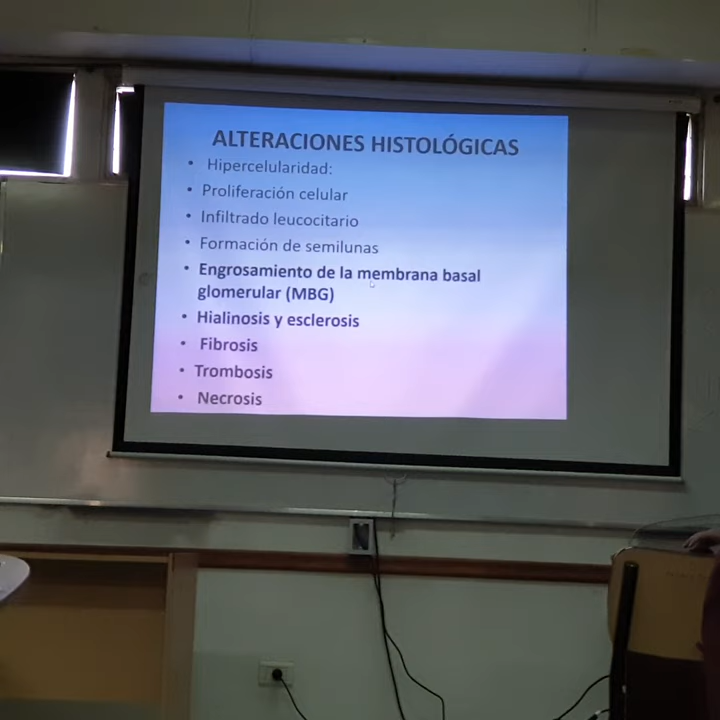 ALTERACIONES HISTOLÓGICAS
• Hipercelularidad:
• Proliferación celular
• Infiltrado leucocitario
• Formación de semilunas
• Engrosamiento de la membrana basal
glomerular (MBG)
• Hialinosis y esclerosis
• Fibrosis
• Trombosis
• Necrosis